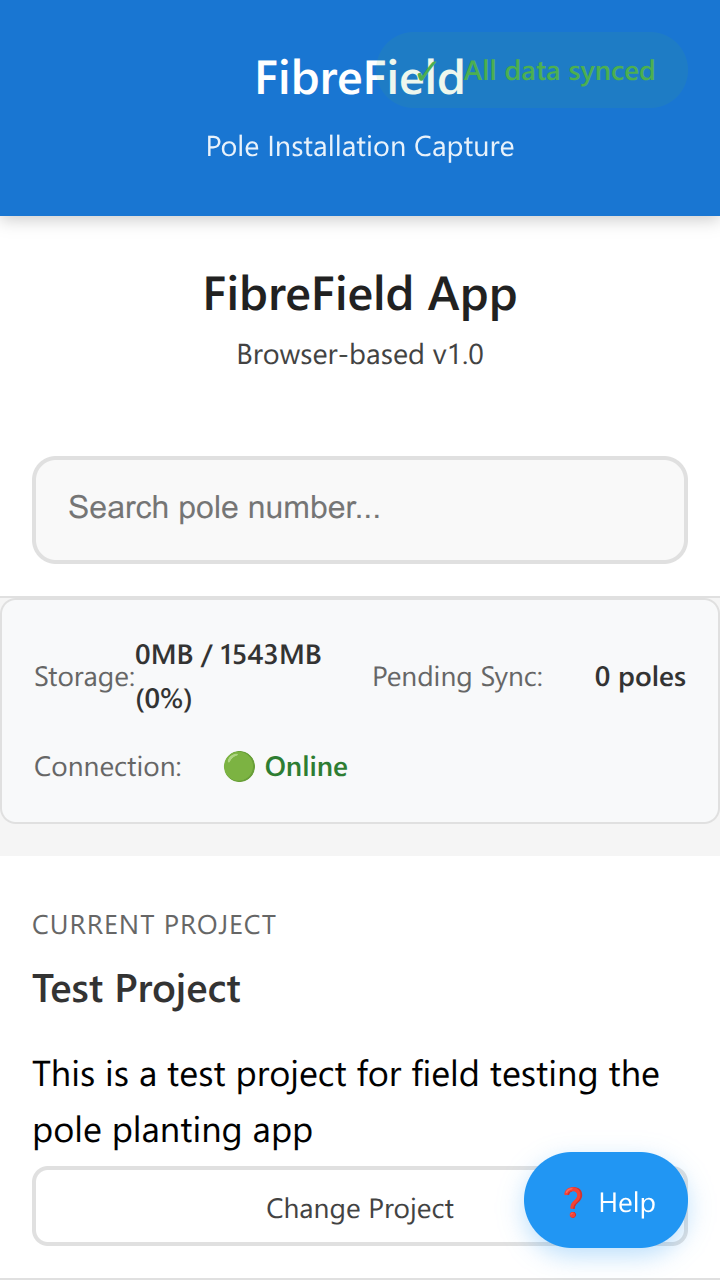 FibreField
✓ All data synced
Pole Installation Capture
FibreField App
Browser-based v1.0
Search pole number...
Storage: 0MB / 1543MB (0%)
Pending Sync: 0 poles
Connection: 🟢 Online
CURRENT PROJECT
Test Project
This is a test project for field testing the
pole planting app
Change Project
❓ Help